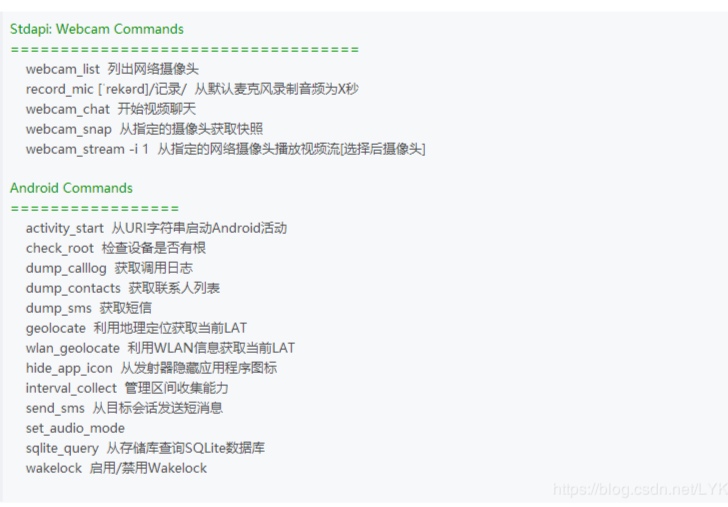 Stdapi: Webcam Commands
===================================
webcam_list 列出网络摄像头
record_mic [ˈrekərd]/记录/ 从默认麦克风录制音频为X秒
webcam_chat 开始视频聊天
webcam_snap 从指定的摄像头获取快照
webcam_stream -i 1 从指定的网络摄像头播放视频流[选择后摄像头]
Android Commands
=================
activity_start 从URI字符串启动Android活动
check_root 检查设备是否有根
dump_calllog 获取调用日志
dump_contacts 获取联系人列表
dump_sms 获取短信
geolocate 利用地理定位获取当前LAT
wlan_geolocate 利用WLAN信息获取当前LAT
hide_app_icon 从发射器隐藏应用程序图标
interval_collect 管理区间收集能力
send_sms 从目标会话发送短消息
set_audio_mode
sqlite_query 从存储库查询SQLite数据库
wakelock 启用/禁用Wakelock
https://blog.csdn.net/LYK